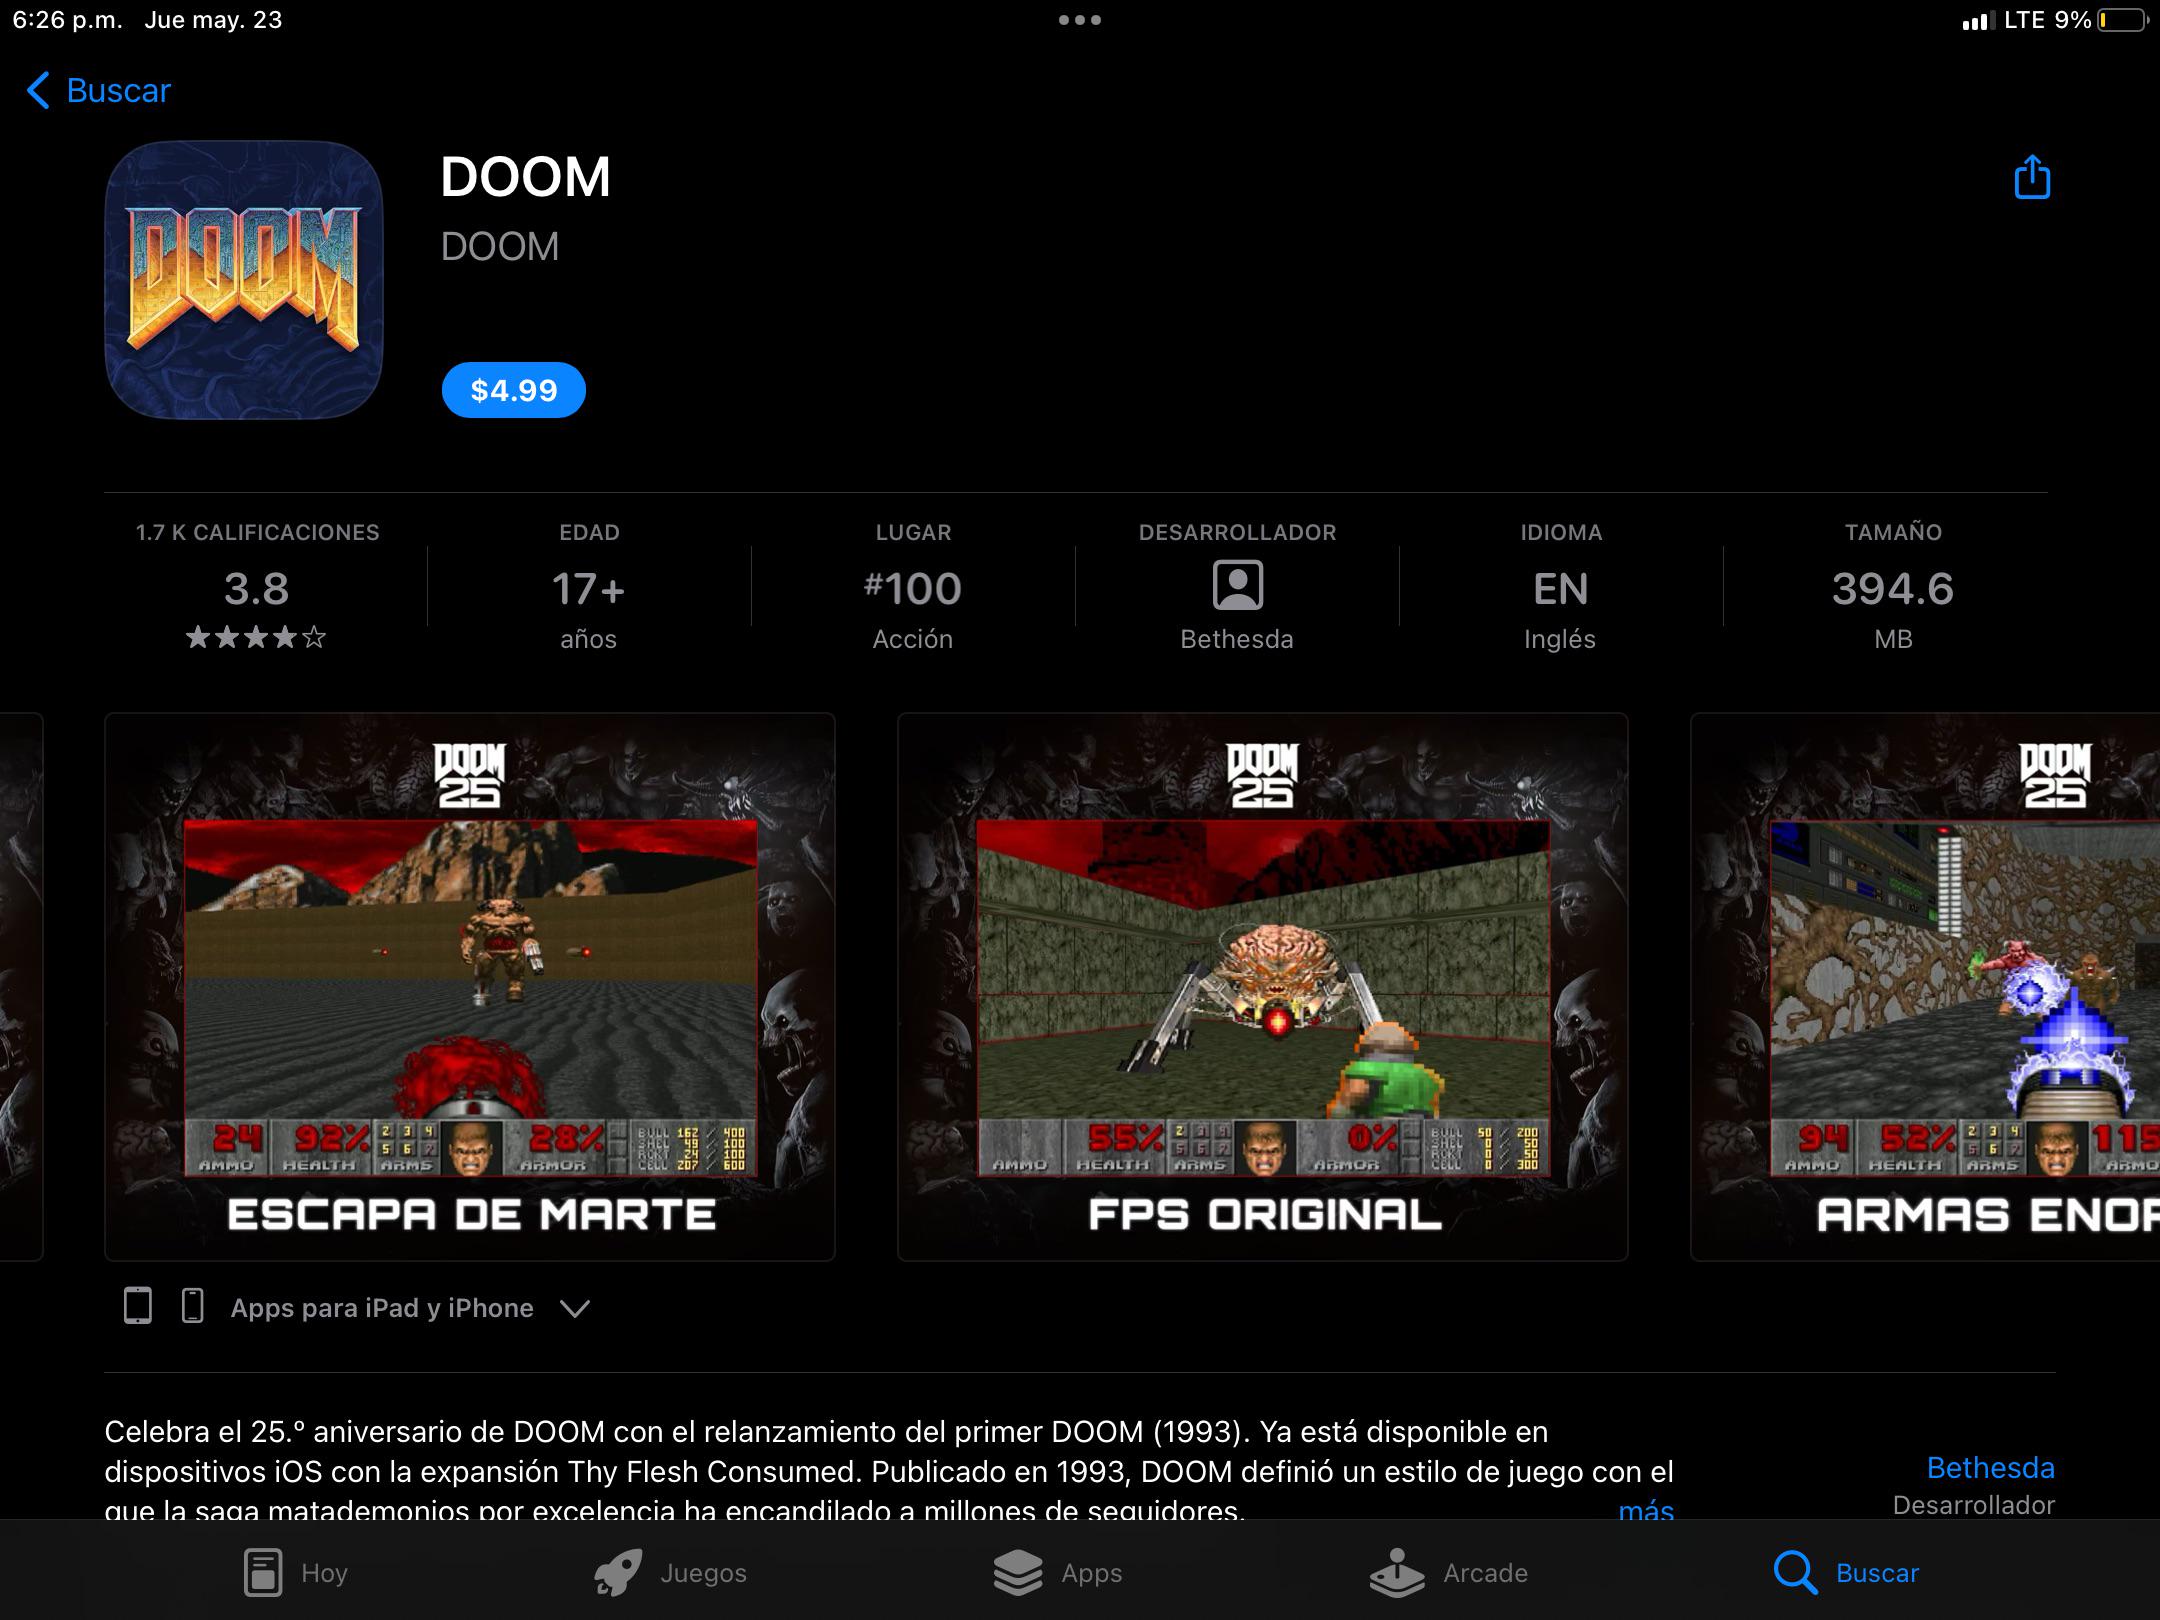 6:26 p.m. Jue may. 23
LTE 9%
Buscar
DOOM
DOOM
DOOM
$4.99
1.7 K CALIFICACIONES
3.8
EDAD
17+
años
LUGAR
#100
Acción
DESARROLLADOR
Bethesda
IDIOMA
EN
Inglés
TAMAÑO
394.6
MB
DOOM
25
24 92% 2 3 4 28% BULL 162 / 400
5 6 7 SHEL 49 / 100
RCKT 24 / 100
AMMO HEALTH ARMS ARMOR CELL 207 / 600
ESCAPA DE MARTE
DOOM
25
55% 2 3 4 0% BULL 50 / 200
5 6 7 SHEL 0 / 50
RCKT 0 / 50
AMMO HEALTH ARMS ARMOR CELL 0 / 300
FPS ORIGINAL
DOOM
25
94 52% 2 3 4 115
5 6 7
AMMO HEALTH ARMS ARMO
ARMAS ENOR
Apps para iPad y iPhone
Celebra el 25.º aniversario de DOOM con el relanzamiento del primer DOOM (1993). Ya está disponible en
dispositivos iOS con la expansión Thy Flesh Consumed. Publicado en 1993, DOOM definió un estilo de juego con el
que la saga matademonios por excelencia ha encandilado a millones de seguidores.
más
Bethesda
Desarrollador
Hoy
Juegos
Apps
Arcade
Buscar